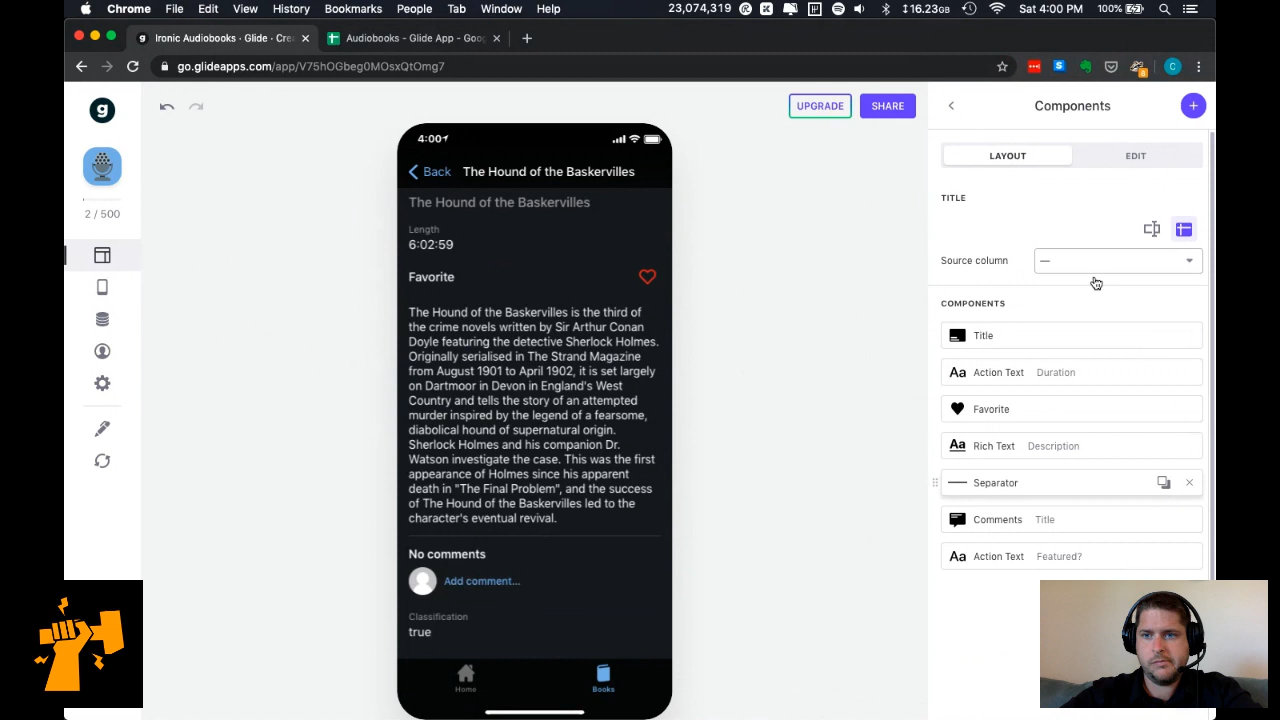 Chrome File Edit View History Bookmarks People Tab Window Help 23,074,319 16.23GB Sat 4:00 PM 100%
Ironic Audiobooks · Glide · Cre
Audiobooks - Glide App - Goo
go.glideapps.com/app/V75hOGbeg0MOsxQtOmg7
8
C
g
UPGRADE
SHARE
Components
2 / 500
4:00
Back
The Hound of the Baskervilles
The Hound of the Baskervilles
Length
6:02:59
Favorite
The Hound of the Baskervilles is the third of
the crime novels written by Sir Arthur Conan
Doyle featuring the detective Sherlock Holmes.
Originally serialised in The Strand Magazine
from August 1901 to April 1902, it is set largely
on Dartmoor in Devon in England's West
Country and tells the story of an attempted
murder inspired by the legend of a fearsome,
diabolical hound of supernatural origin.
Sherlock Holmes and his companion Dr.
Watson investigate the case. This was the first
appearance of Holmes since his apparent
death in "The Final Problem", and the success
of The Hound of the Baskervilles led to the
character's eventual revival.
No comments
Add comment...
Classification
true
Home
Books
LAYOUT
EDIT
TITLE
Source column
—
COMPONENTS
Title
Aa Action Text Duration
Favorite
Aa Rich Text Description
Separator
Comments Title
Aa Action Text Featured?